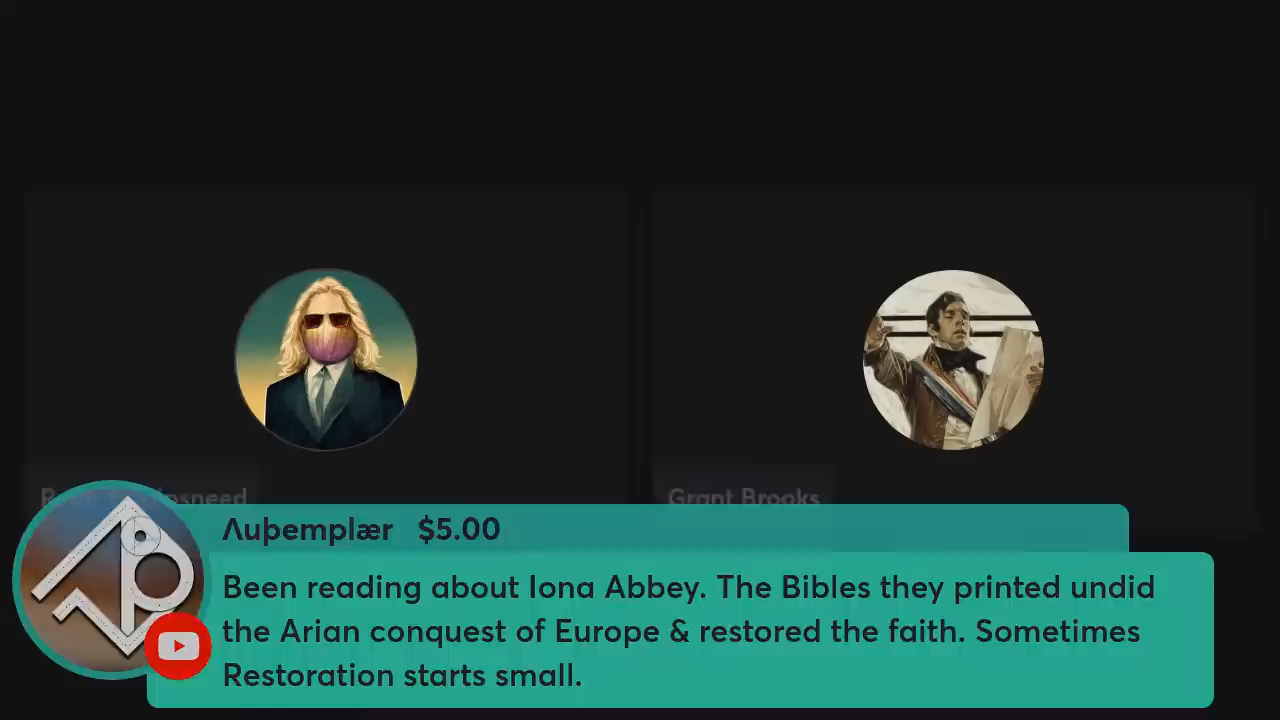 Grant Brooks
Ʌuþemplær $5.00
Been reading about Iona Abbey. The Bibles they printed undid
the Arian conquest of Europe & restored the faith. Sometimes
Restoration starts small.